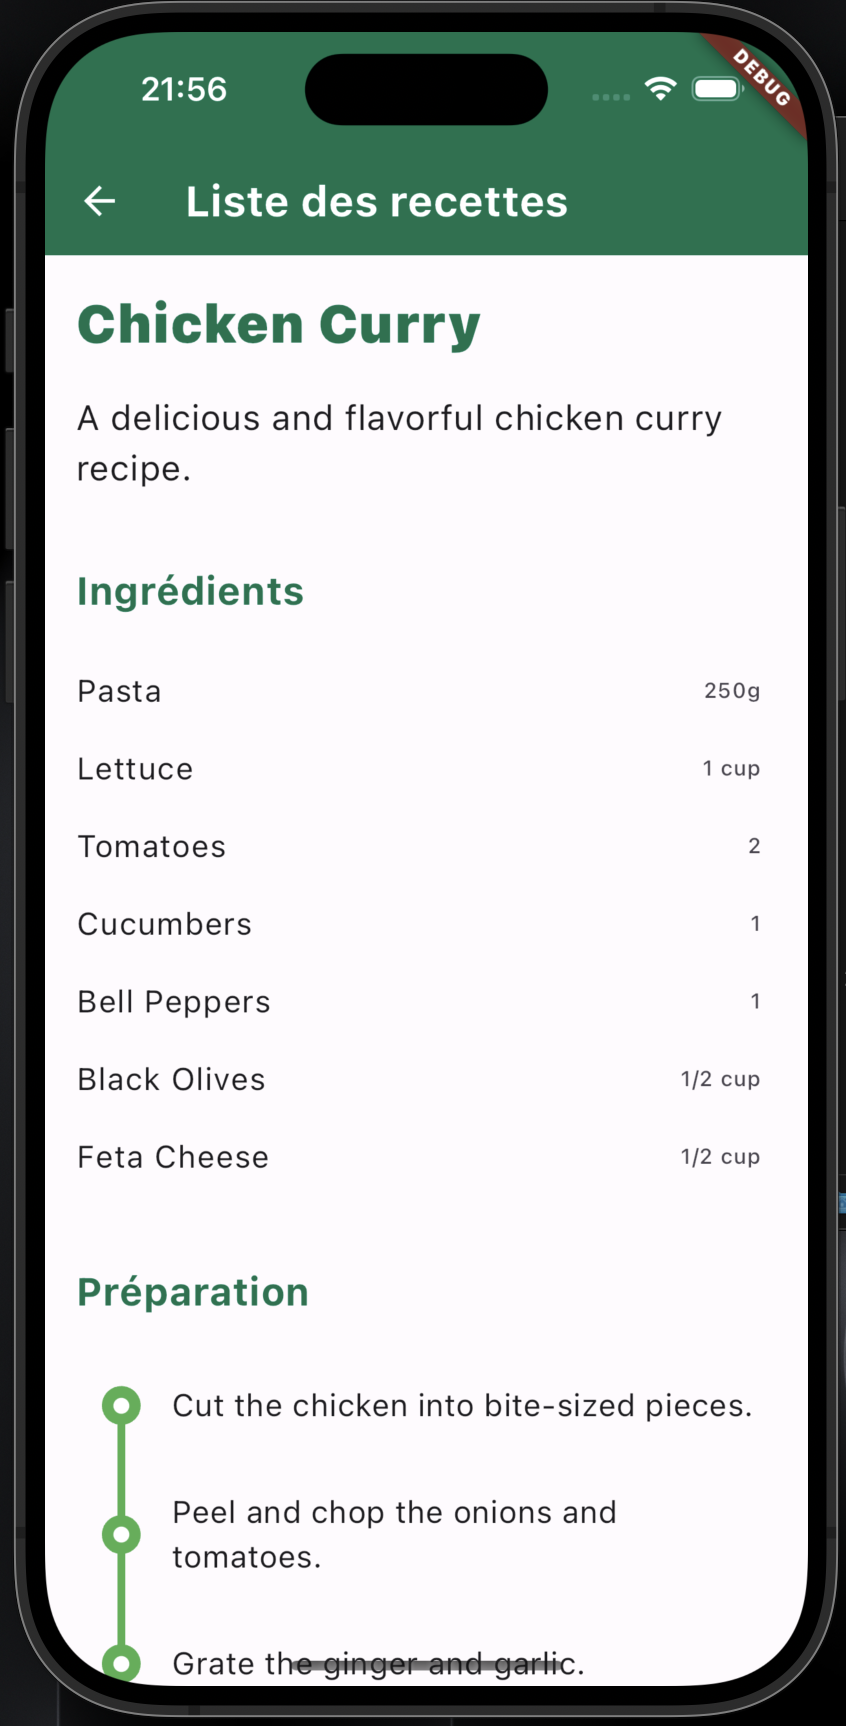 21:56
DEBUG
Liste des recettes
Chicken Curry
A delicious and flavorful chicken curry
recipe.
Ingrédients
Pasta 250g
Lettuce 1 cup
Tomatoes 2
Cucumbers 1
Bell Peppers 1
Black Olives 1/2 cup
Feta Cheese 1/2 cup
Préparation
Cut the chicken into bite-sized pieces.
Peel and chop the onions and
tomatoes.
Grate the ginger and garlic.